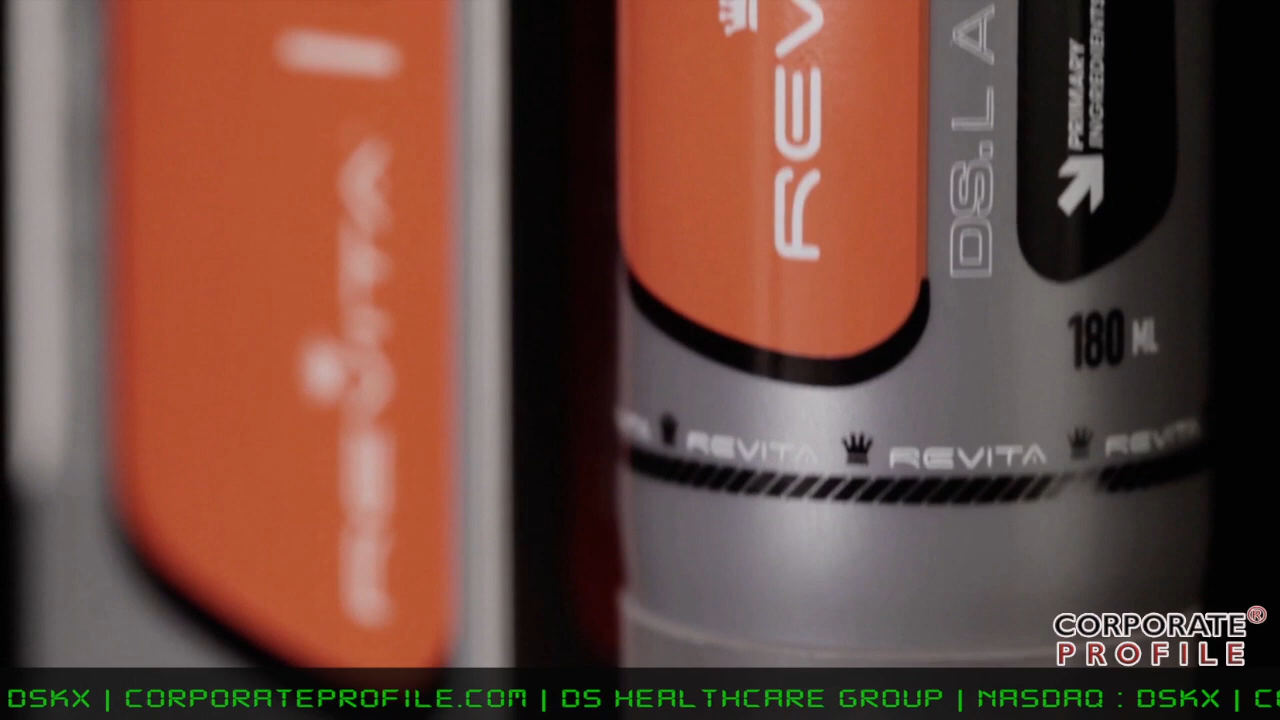 REVITA
REV
DS.LA
PRIMARY
INGREDIENTS
180 ML
REVITA REVITA REVITA
CORPORATE®
PROFILE
DSKX | CORPORATEPROFILE.COM | DS HEALTHCARE GROUP | NASDAQ : DSKX |